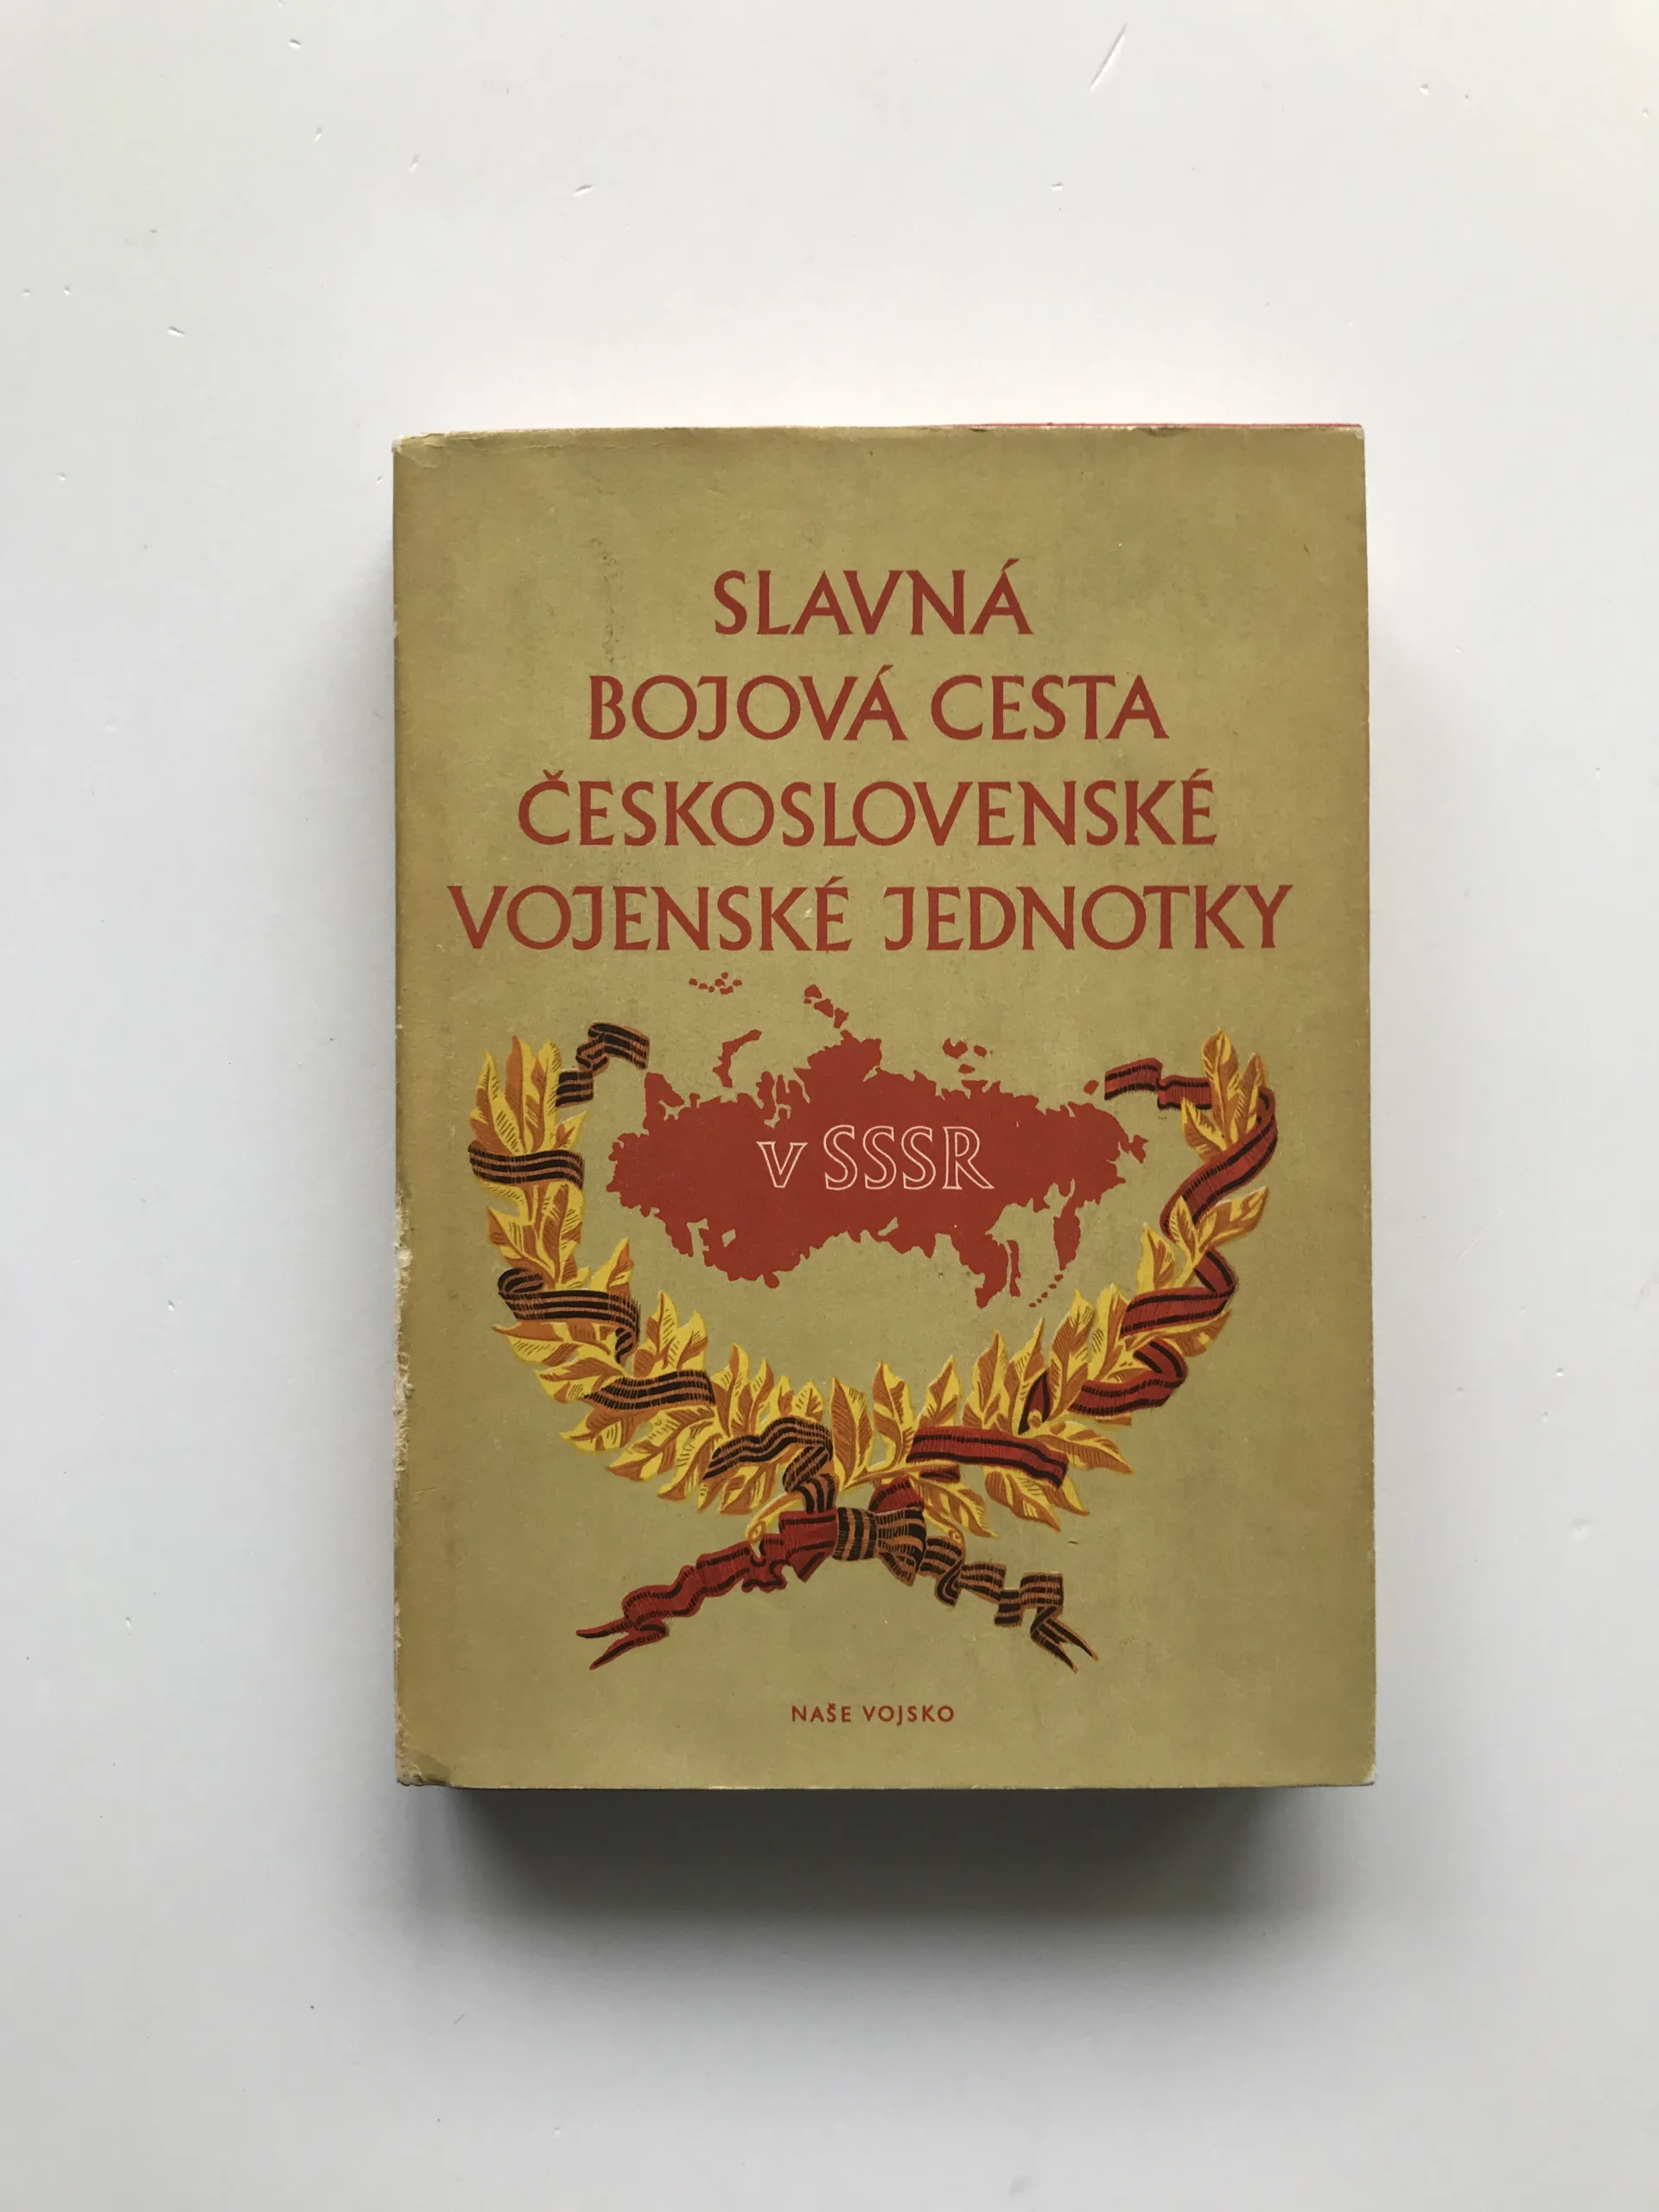 SLAVNÁ
BOJOVÁ CESTA
ČESKOSLOVENSKÉ
VOJENSKÉ JEDNOTKY
v SSSR
NAŠE VOJSKO